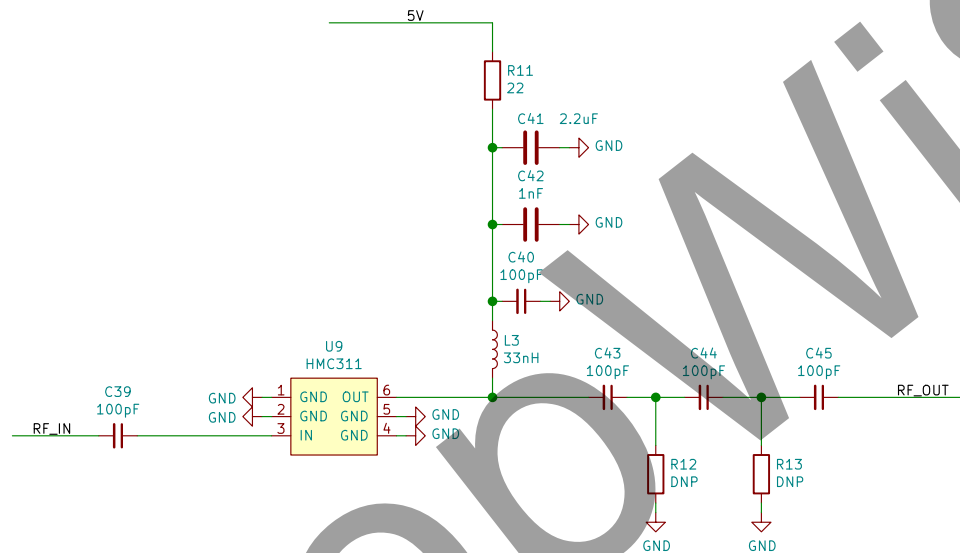 5V
R11
22
C41 2.2uF
GND
C42
1nF
GND
C40
100pF
GND
L3
33nH
U9
HMC311
C39
100pF
RF_IN
GND 1 GND OUT 6
GND 2 GND GND 5 GND
3 IN GND 4 GND
C43
100pF
C44
100pF
C45
100pF
RF_OUT
R12
DNP
R13
DNP
GND
GND